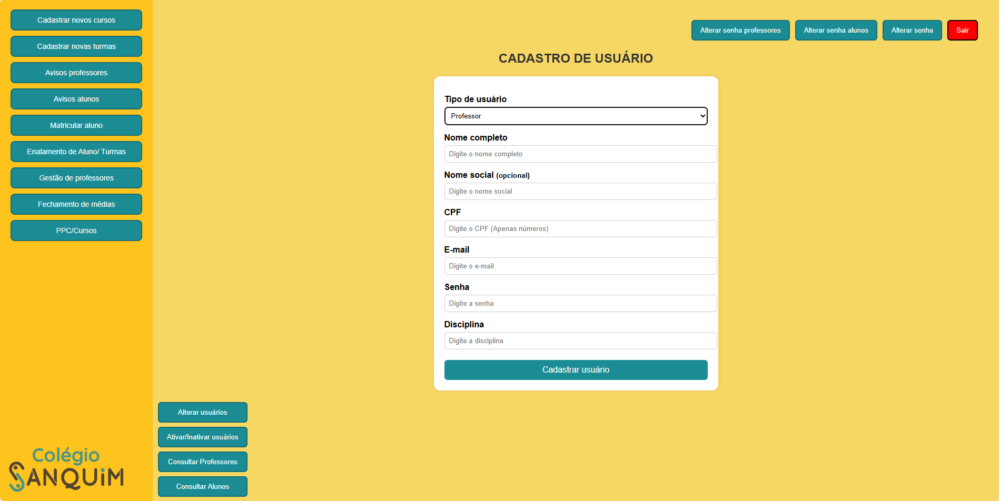 Cadastrar novos cursos
Cadastrar novas turmas
Avisos professores
Avisos alunos
Matricular aluno
Enalamento de Aluno/ Turmas
Gestão de professores
Fechamento de médias
PPC/Cursos
Colégio
SANQUiM
Alterar senha professores
Alterar senha alunos
Alterar senha
Sair
CADASTRO DE USUÁRIO
Tipo de usuário
Professor
Nome completo
Digite o nome completo
Nome social (opcional)
Digite o nome social
CPF
Digite o CPF (Apenas números)
E-mail
Digite o e-mail
Senha
Digite a senha
Disciplina
Digite a disciplina
Cadastrar usuário
Alterar usuários
Ativar/Inativar usuários
Consultar Professores
Consultar Alunos